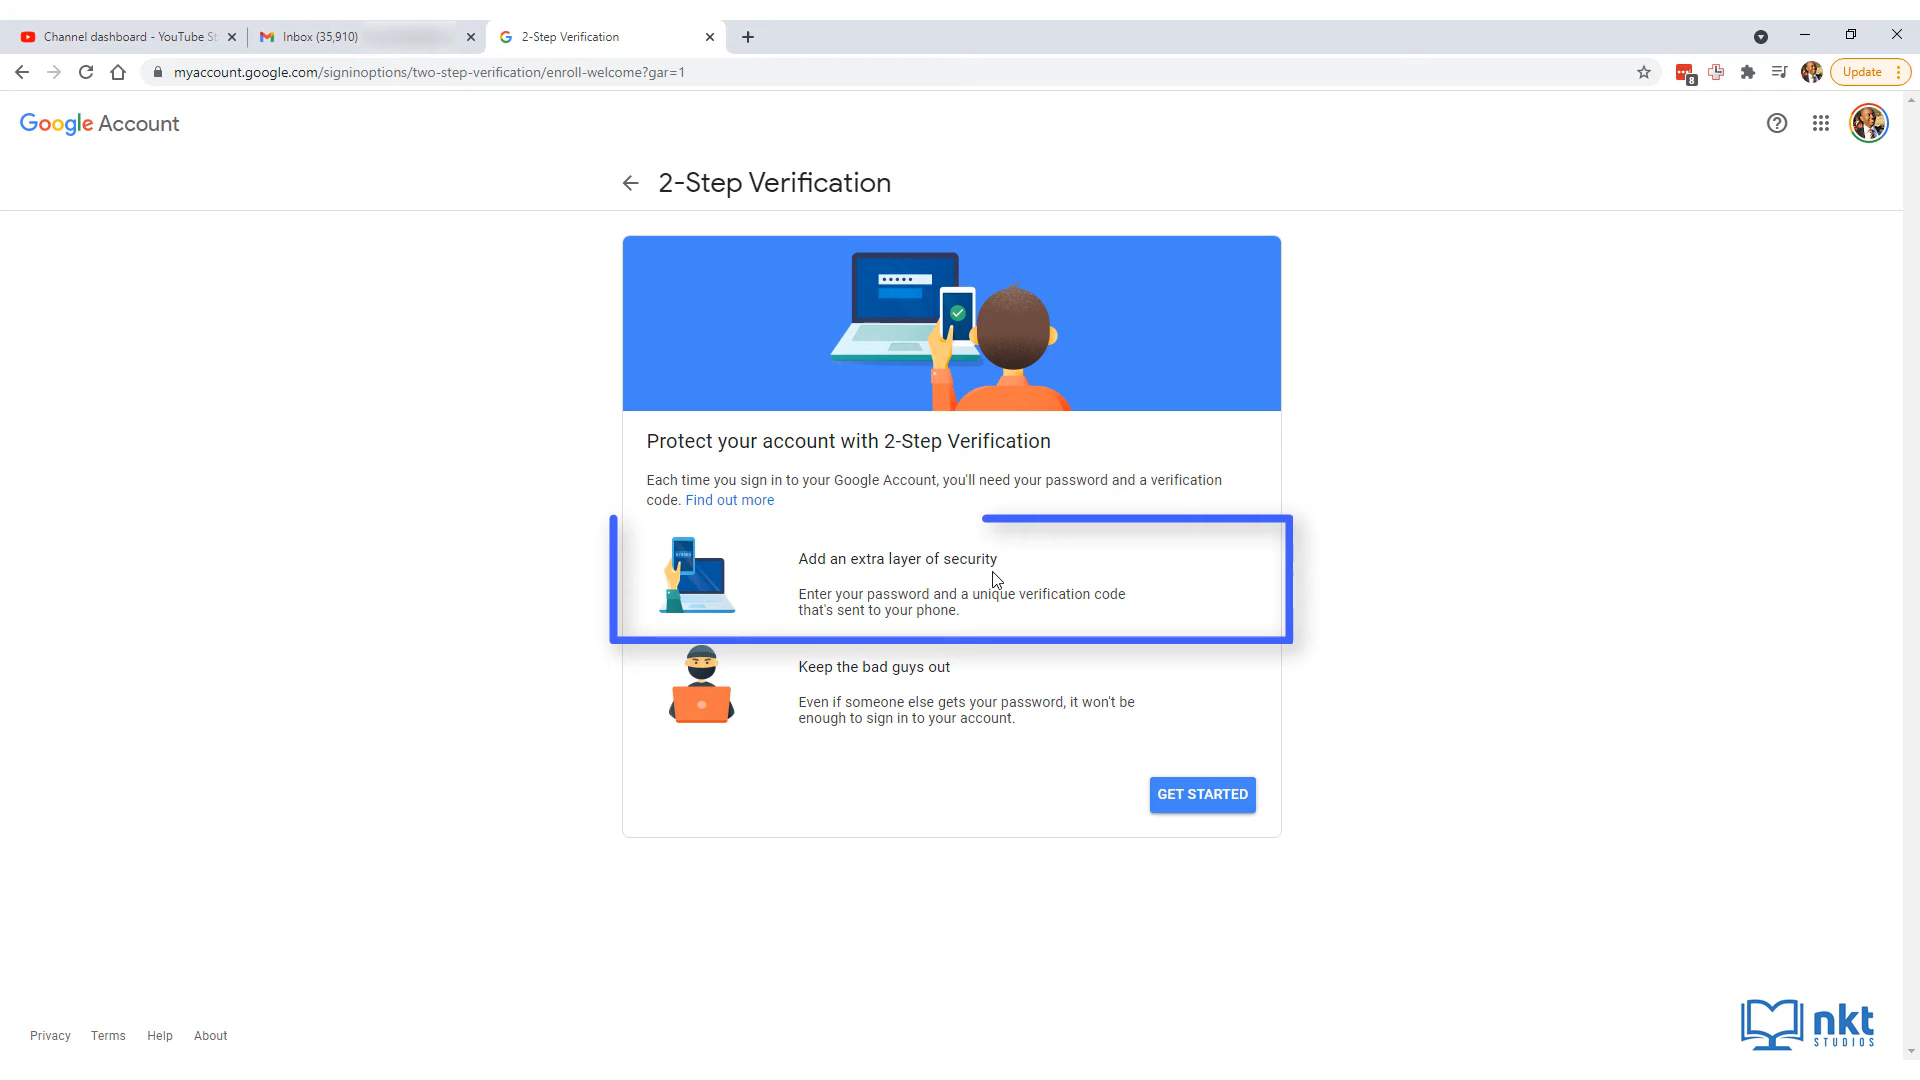 Channel dashboard - YouTube St
Inbox (35,910)
2-Step Verification
myaccount.google.com/signinoptions/two-step-verification/enroll-welcome?gar=1
8
Update
Google Account
2-Step Verification
Protect your account with 2-Step Verification
Each time you sign in to your Google Account, you'll need your password and a verification
code. Find out more
Add an extra layer of security
Enter your password and a unique verification code
that's sent to your phone.
Keep the bad guys out
Even if someone else gets your password, it won't be
enough to sign in to your account.
GET STARTED
Privacy Terms Help About
nkt
STUDIOS